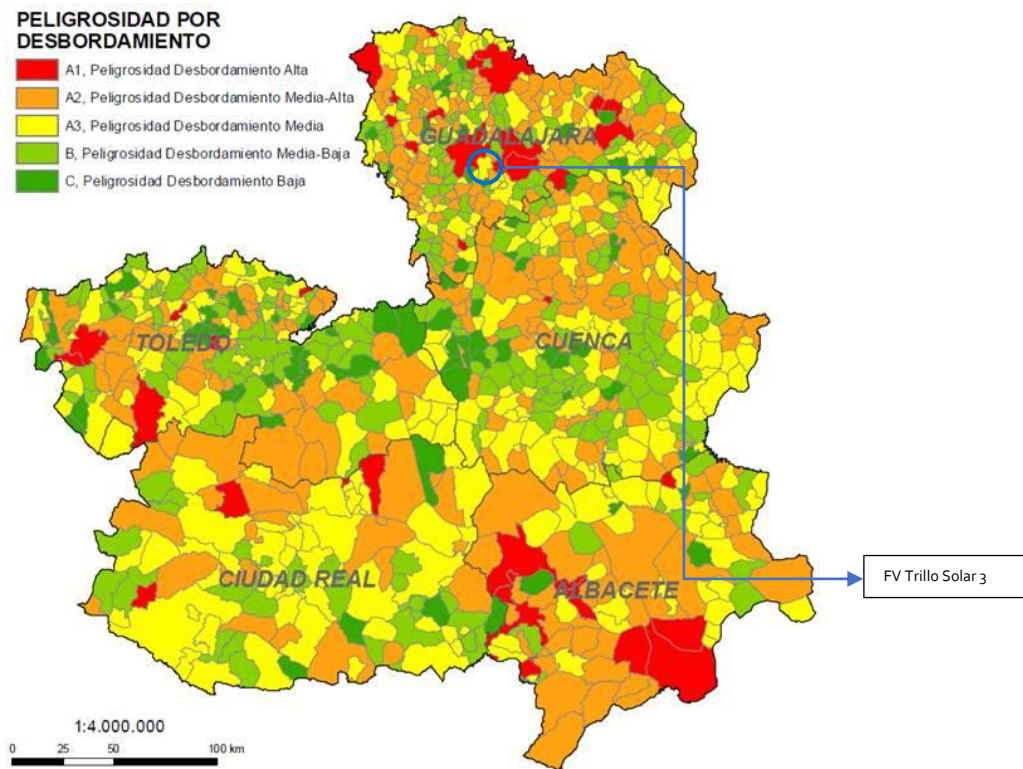 PELIGROSIDAD POR
DESBORDAMIENTO
A1, Peligrosidad Desbordamiento Alta
A2, Peligrosidad Desbordamiento Media-Alta
A3, Peligrosidad Desbordamiento Media
B, Peligrosidad Desbordamiento Media-Baja
C, Peligrosidad Desbordamiento Baja
GUADALAJARA
TOLEDO
CUENCA
CIUDAD REAL
ALBACETE
FV Trillo Solar 3
1:4.000.000
0 25 50 100 km